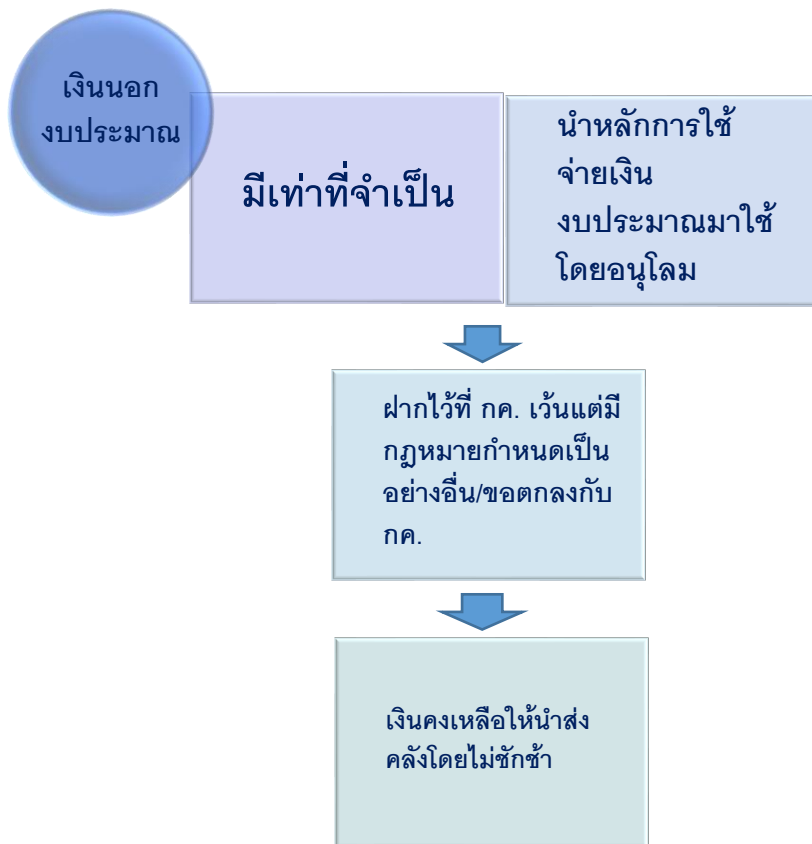 เงินนอก
งบประมาณ
มีเท่าที่จำเป็น
นำหลักการใช้
จ่ายเงิน
งบประมาณมาใช้
โดยอนุโลม
ฝากไว้ที่ กค. เว้นแต่มี
กฎหมายกำหนดเป็น
อย่างอื่น/ขอตกลงกับ
กค.
เงินคงเหลือให้นำส่ง
คลังโดยไม่ชักช้า